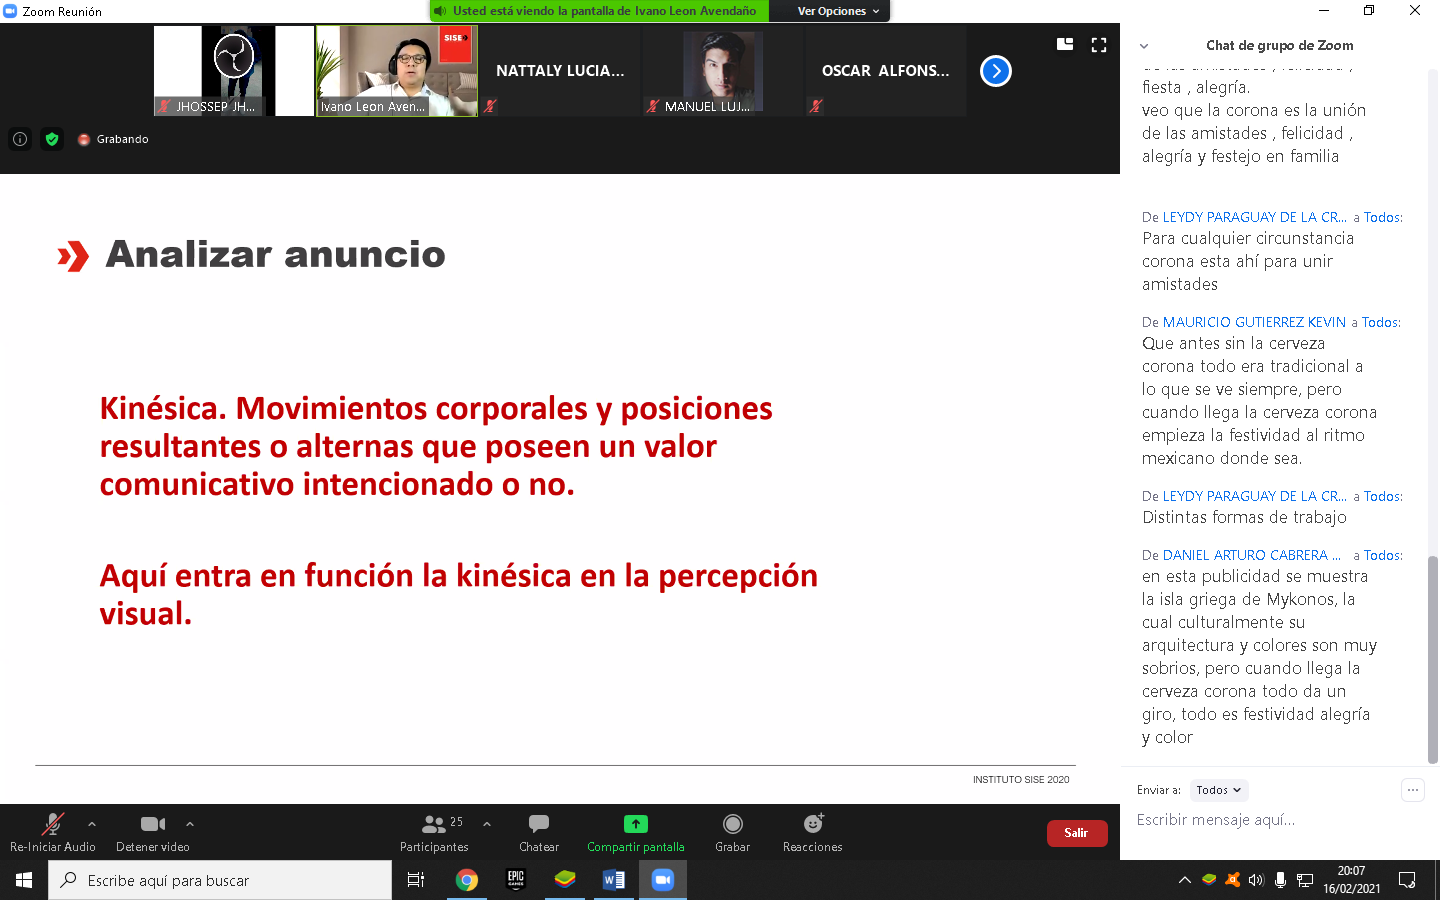 Zoom Reunión
Usted está viendo la pantalla de Ivano Leon Avendaño
Ver Opciones
JHOSSEP JH...
SISE
Ivano Leon Aven...
NATTALY LUCIA...
MANUEL LUJ...
OSCAR ALFONS...
Grabando
Analizar anuncio
Kinésica. Movimientos corporales y posiciones
resultantes o alternas que poseen un valor
comunicativo intencionado o no.
Aquí entra en función la kinésica en la percepción
visual.
INSTITUTO SISE 2020
Chat de grupo de Zoom
de las amistades , felicidad ,
fiesta , alegría.
veo que la corona es la unión
de las amistades , felicidad ,
alegría y festejo en familia
De LEYDY PARAGUAY DE LA CR... a Todos:
Para cualquier circunstancia
corona esta ahí para unir
amistades
De MAURICIO GUTIERREZ KEVIN a Todos:
Que antes sin la cerveza
corona todo era tradicional a
lo que se ve siempre, pero
cuando llega la cerveza corona
empieza la festividad al ritmo
mexicano donde sea.
De LEYDY PARAGUAY DE LA CR... a Todos:
Distintas formas de trabajo
De DANIEL ARTURO CABRERA ... a Todos:
en esta publicidad se muestra
la isla griega de Mykonos, la
cual culturalmente su
arquitectura y colores son muy
sobrios, pero cuando llega la
cerveza corona todo da un
giro, todo es festividad alegría
y color
Enviar a: Todos
Escribir mensaje aquí...
Re-Iniciar Audio
Detener video
Participantes
25
Chatear
Compartir pantalla
Grabar
Reacciones
Salir
Escribe aquí para buscar
EPIC
GAMES
20:07
16/02/2021